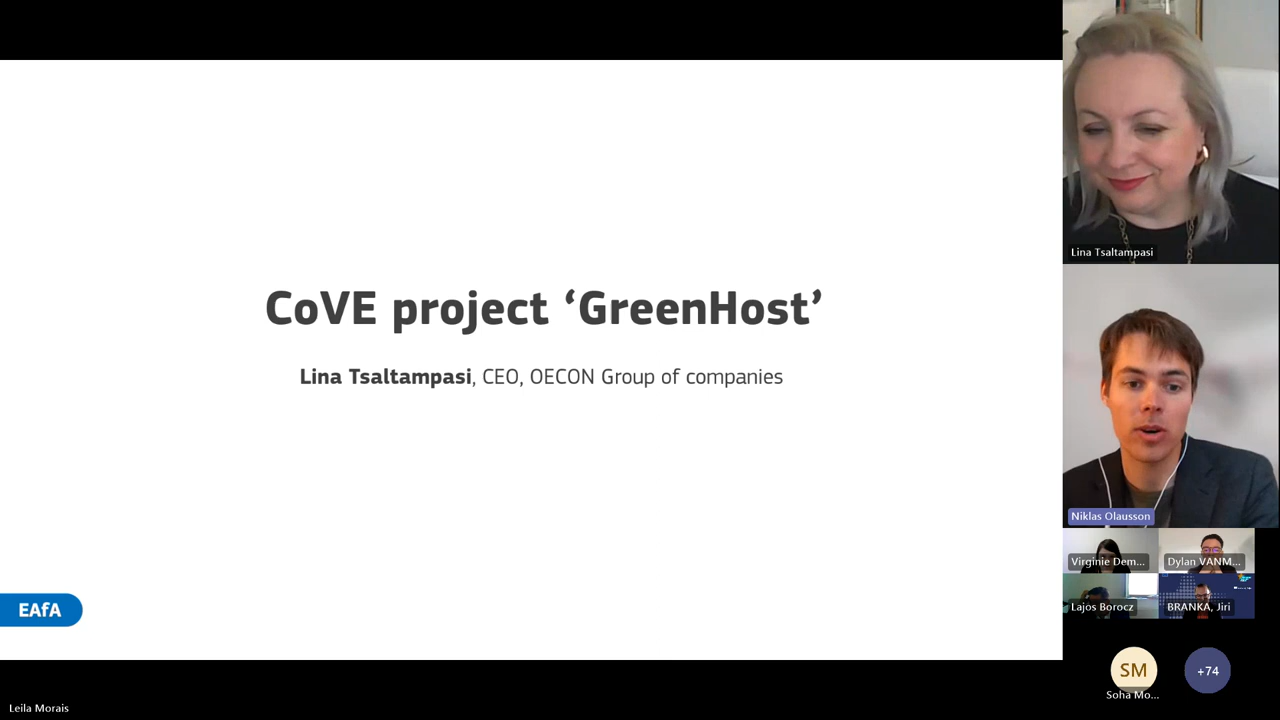 CoVE project ‘GreenHost’
Lina Tsaltampasi, CEO, OECON Group of companies
EAfA
Leila Morais
Lina Tsaltampasi
Niklas Olausson
Virginie Dem...
Dylan VANM...
Lajos Borocz
BRANKA, Jiri
SM
+74
Soha Mo...